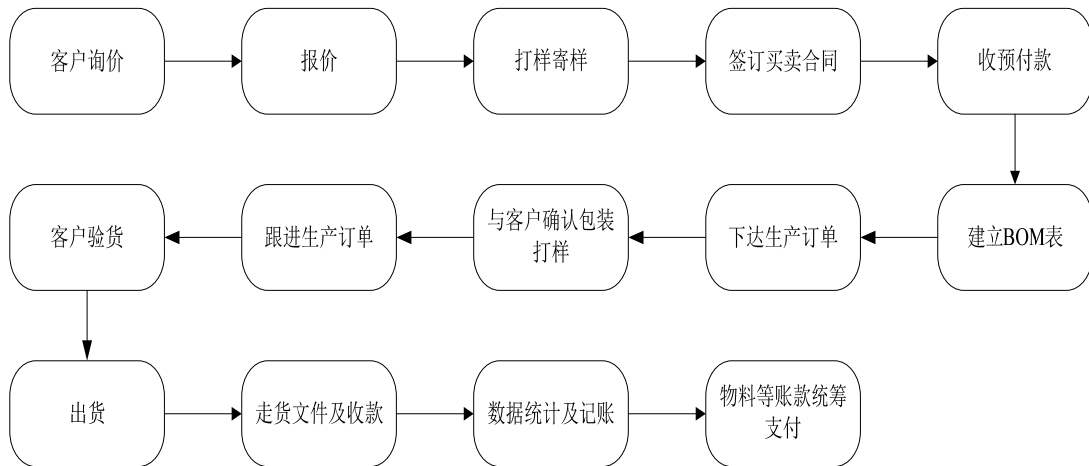 客户询价
报价
打样寄样
签订买卖合同
收预付款
客户验货
跟进生产订单
与客户确认包装
打样
下达生产订单
建立BOM表
出货
走货文件及收款
数据统计及记账
物料等账款统筹
支付